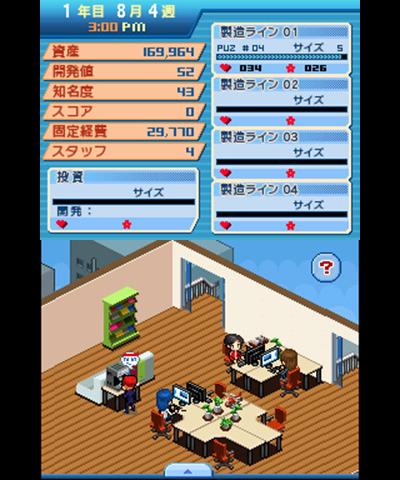 1年目 8月4週
3:00 PM
資産 169,964
開発値 52
知名度 43
スコア 0
固定経費 29,770
スタッフ 4
投資
サイズ
開発:
製造ライン 01
PUZ #04 サイズ 5
034 026
製造ライン 02
サイズ
製造ライン 03
サイズ
製造ライン 04
サイズ
?